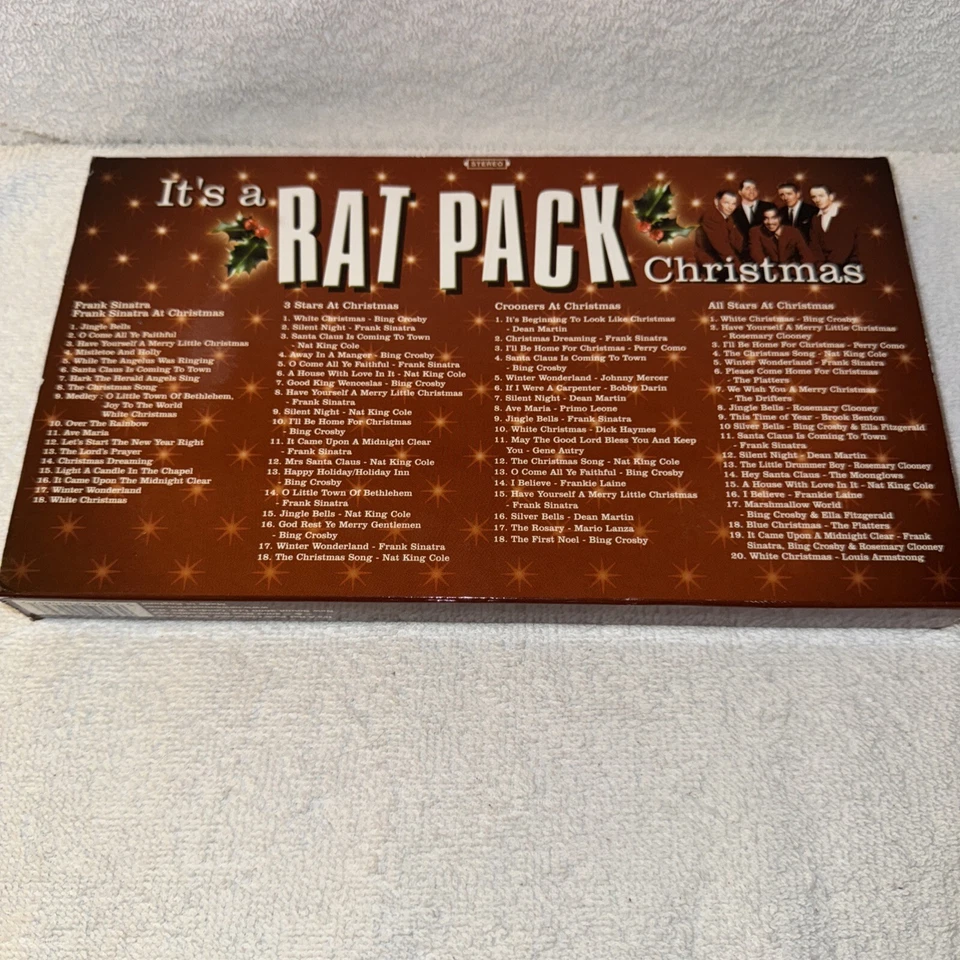 STEREO
It's a
RAT PACK
Christmas
Frank Sinatra
Frank Sinatra At Christmas
1. Jingle Bells
2. O Come All Ye Faithful
3. Have Yourself A Merry Little Christmas
4. Mistletoe And Holly
5. While The Angelus Was Ringing
6. Santa Claus Is Coming To Town
7. Hark The Herald Angels Sing
8. The Christmas Song
9. Medley : O Little Town Of Bethlehem,
Joy To The World
White Christmas
10. Over The Rainbow
11. Ave Maria
12. Let's Start The New Year Right
13. The Lord's Prayer
14. Christmas Dreaming
15. Light A Candle In The Chapel
16. It Came Upon The Midnight Clear
17. Winter Wonderland
18. White Christmas
3 Stars At Christmas
1. White Christmas - Bing Crosby
2. Silent Night - Frank Sinatra
3. Santa Claus Is Coming To Town
- Nat King Cole
4. Away In A Manger - Bing Crosby
5. O Come All Ye Faithful - Frank Sinatra
6. A House With Love In It - Nat King Cole
7. Good King Wenceslas - Bing Crosby
8. Have Yourself A Merry Little Christmas
- Frank Sinatra
9. Silent Night - Nat King Cole
10. I'll Be Home For Christmas
- Bing Crosby
11. It Came Upon A Midnight Clear
- Frank Sinatra
12. Mrs Santa Claus - Nat King Cole
13. Happy Holiday/Holiday Inn
- Bing Crosby
14. O Little Town Of Bethlehem
- Frank Sinatra
15. Jingle Bells - Nat King Cole
16. God Rest Ye Merry Gentlemen
- Bing Crosby
17. Winter Wonderland - Frank Sinatra
18. The Christmas Song - Nat King Cole
Crooners At Christmas
1. It's Beginning To Look Like Christmas
- Dean Martin
2. Christmas Dreaming - Frank Sinatra
3. I'll Be Home For Christmas - Perry Como
4. Santa Claus Is Coming To Town
- Bing Crosby
5. Winter Wonderland - Johnny Mercer
6. If I Were A Carpenter - Bobby Darin
7. Silent Night - Dean Martin
8. Ave Maria - Primo Leone
9. Jingle Bells - Frank Sinatra
10. White Christmas - Dick Haymes
11. May The Good Lord Bless You And Keep
You - Gene Autry
12. The Christmas Song - Nat King Cole
13. O Come All Ye Faithful - Bing Crosby
14. I Believe - Frankie Laine
15. Have Yourself A Merry Little Christmas
- Frank Sinatra
16. Silver Bells - Dean Martin
17. The Rosary - Mario Lanza
18. The First Noel - Bing Crosby
All Stars At Christmas
1. White Christmas - Bing Crosby
2. Have Yourself A Merry Little Christmas
- Rosemary Clooney
3. I'll Be Home For Christmas - Perry Como
4. The Christmas Song - Nat King Cole
5. Winter Wonderland - Frank Sinatra
6. Please Come Home For Christmas
- The Platters
7. We Wish You A Merry Christmas
- The Drifters
8. Jingle Bells - Rosemary Clooney
9. This Time of Year - Brook Benton
10 Silver Bells - Bing Crosby & Ella Fitzgerald
11. Santa Claus Is Coming To Town
- Frank Sinatra
12. Silent Night - Dean Martin
13. The Little Drummer Boy - Rosemary Clooney
14. Hey Santa Claus - The Moonglows
15. A House With Love In It - Nat King Cole
16. I Believe - Frankie Laine
17. Marshmallow World
- Bing Crosby & Ella Fitzgerald
18. Blue Christmas - The Platters
19. It Came Upon A Midnight Clear - Frank
Sinatra, Bing Crosby & Rosemary Clooney
20. White Christmas - Louis Armstrong